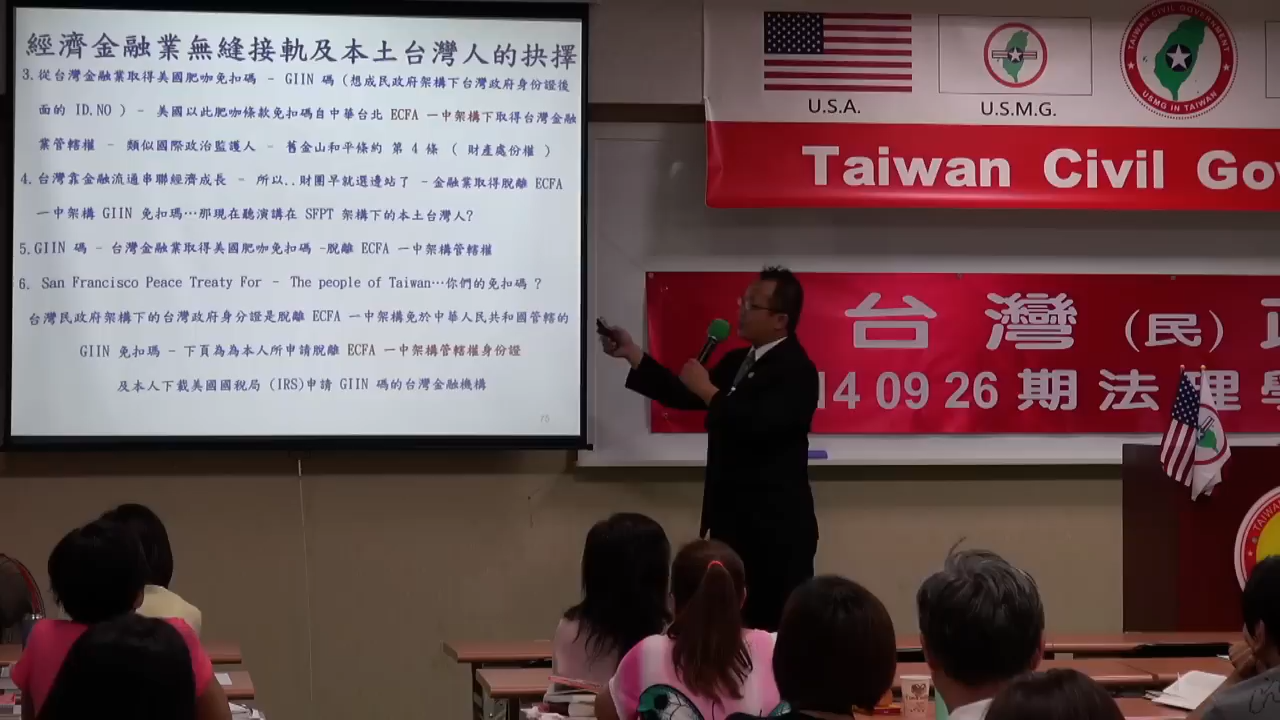 經濟金融業無縫接軌及本土台灣人的抉擇
3.從台灣金融業取得美國肥咖免扣碼 - GIIN 碼(想成民政府架構下台灣政府身份證後
面的 ID.NO ) - 美國以此肥咖條款免扣碼自中華台北 ECFA 一中架構下取得台灣金融
業管轄權 - 類似國際政治監護人 - 舊金山和平條約 第 4 條 ( 財產處份權 )
4.台灣靠金融流通串聯經濟成長 - 所以..財團早就選邊站了 -金融業取得脫離 ECFA
一中架構 GIIN 免扣碼…那現在聽演講在 SFPT 架構下的本土台灣人?
5.GIIN 碼 - 台灣金融業取得美國肥咖免扣碼 -脫離 ECFA 一中架構管轄權
6. San Francisco Peace Treaty For - The people of Taiwan…你們的免扣碼 ?
台灣民政府架構下的台灣政府身分證是脫離 ECFA 一中架構免於中華人民共和國管轄的
GIIN 免扣碼 - 下頁為為本人所申請脫離 ECFA 一中架構管轄權身份證
及本人下載美國國稅局 (IRS)申請 GIIN 碼的台灣金融機構
75
U.S.A.
U.S.M.G.
TAIWAN CIVIL GOVERNMENT
USMG IN TAIWAN
Taiwan Civil Go
台灣(民)
14 09 26 期法理學
TAIWAN